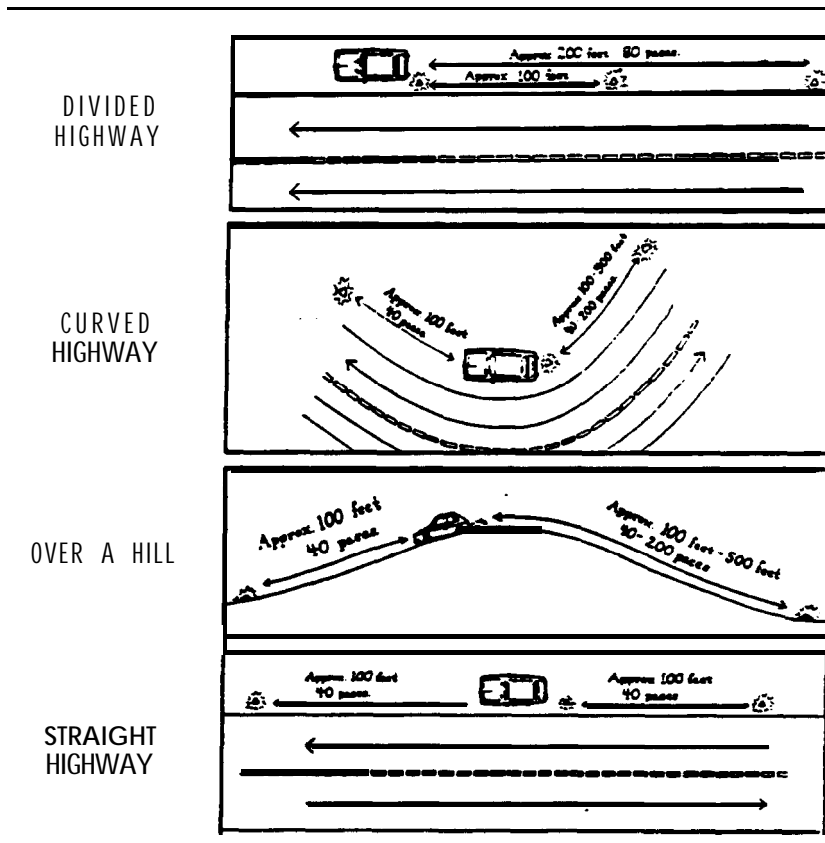 DIVIDED
HIGHWAY
Approx 200 feet 80 paces.
Approx 100 feet
CURVED
HIGHWAY
Approx 100 feet
40 paces
Approx 100-500 feet
200 paces
OVER A HILL
Approx. 100 feet
40 paces
Approx. 100 feet - 500 feet
40 - 200 paces
STRAIGHT
HIGHWAY
Approx. 100 feet
40 paces
Approx 100 feet
40 paces